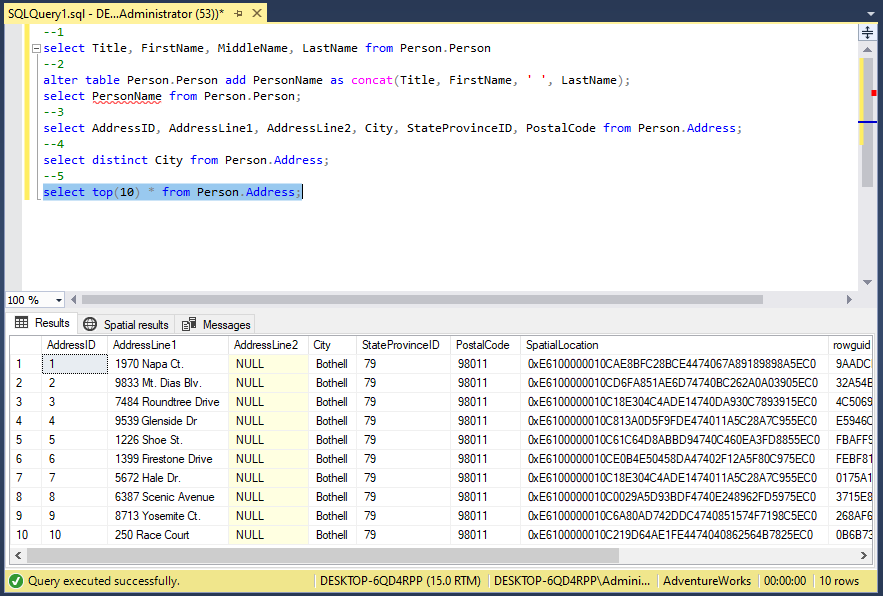 SQLQuery1.sql - DE...Administrator (53))*
--1
select Title, FirstName, MiddleName, LastName from Person.Person
--2
alter table Person.Person add PersonName as concat(Title, FirstName, ' ', LastName);
select PersonName from Person.Person;
--3
select AddressID, AddressLine1, AddressLine2, City, StateProvinceID, PostalCode from Person.Address;
--4
select distinct City from Person.Address;
--5
select top(10) * from Person.Address;
100 %
Results Spatial results Messages
AddressID AddressLine1 AddressLine2 City StateProvinceID PostalCode SpatialLocation rowguid
1 1 1970 Napa Ct. NULL Bothell 79 98011 0xE6100000010CAE8BFC28BCE4474067A89189898A5EC0 9AADC
2 2 9833 Mt. Dias Blv. NULL Bothell 79 98011 0xE6100000010CD6FA851AE6D74740BC262A0A03905EC0 32A54B
3 3 7484 Roundtree Drive NULL Bothell 79 98011 0xE6100000010C18E304C4ADE14740DA930C7893915EC0 4C5069
4 4 9539 Glenside Dr NULL Bothell 79 98011 0xE6100000010C813A0D5F9FDE474011A5C28A7C955EC0 E5946C
5 5 1226 Shoe St. NULL Bothell 79 98011 0xE6100000010C61C64D8ABBD94740C460EA3FD8855EC0 FBAFF9
6 6 1399 Firestone Drive NULL Bothell 79 98011 0xE6100000010CE0B4E50458DA47402F12A5F80C975EC0 FEBF81
7 7 5672 Hale Dr. NULL Bothell 79 98011 0xE6100000010C18E304C4ADE1474011A5C28A7C955EC0 0175A1
8 8 6387 Scenic Avenue NULL Bothell 79 98011 0xE6100000010C0029A5D93BDF4740E248962FD5975EC0 3715E8
9 9 8713 Yosemite Ct. NULL Bothell 79 98011 0xE6100000010C6A80AD742DDC4740851574F7198C5EC0 268AF6
10 10 250 Race Court NULL Bothell 79 98011 0xE6100000010C219D64AE1FE4474040862564B7825EC0 0B6B73
Query executed successfully. DESKTOP-6QD4RPP (15.0 RTM) DESKTOP-6QD4RPP\Admini... AdventureWorks 00:00:00 10 rows